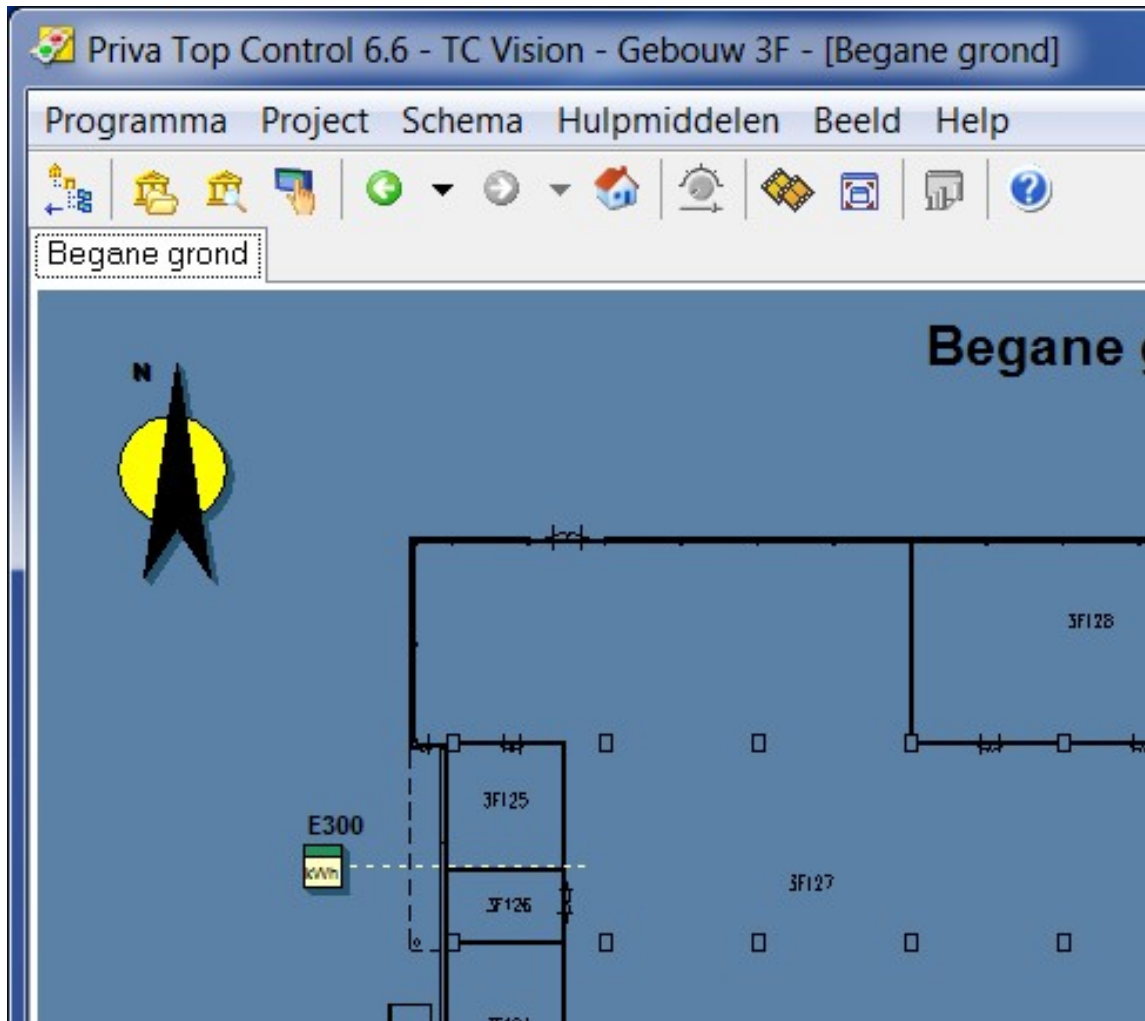 Priva Top Control 6.6 - TC Vision - Gebouw 3F - [Begane grond]
Programma Project Schema Hulpmiddelen Beeld Help
Begane grond
Begane
N
3F128
3F125
E300
kWh
3F127
3F126